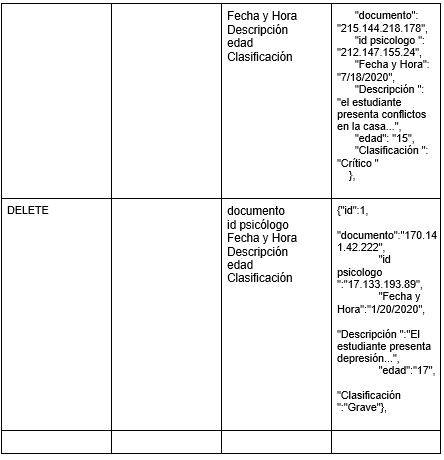 Fecha y Hora
Descripción
edad
Clasificación
"documento":
"215.144.218.178",
"id psicologo ":
"212.147.155.24",
"Fecha y Hora":
"7/18/2020",
"Descripción ":
"el estudiante
presenta conflictos
en la casa...",
"edad": "15",
"Clasificación ":
"Crítico "
},
DELETE
documento
id psicólogo
Fecha y Hora
Descripción
edad
Clasificación
{"id":1,
"documento":"170.14
1.42.222",
"id
psicologo
":"17.133.193.89",
"Fecha y
Hora":"1/20/2020",
"Descripción ":"El
estudiante presenta
depresión...",
"edad":"17",
"Clasificación
":"Grave"},